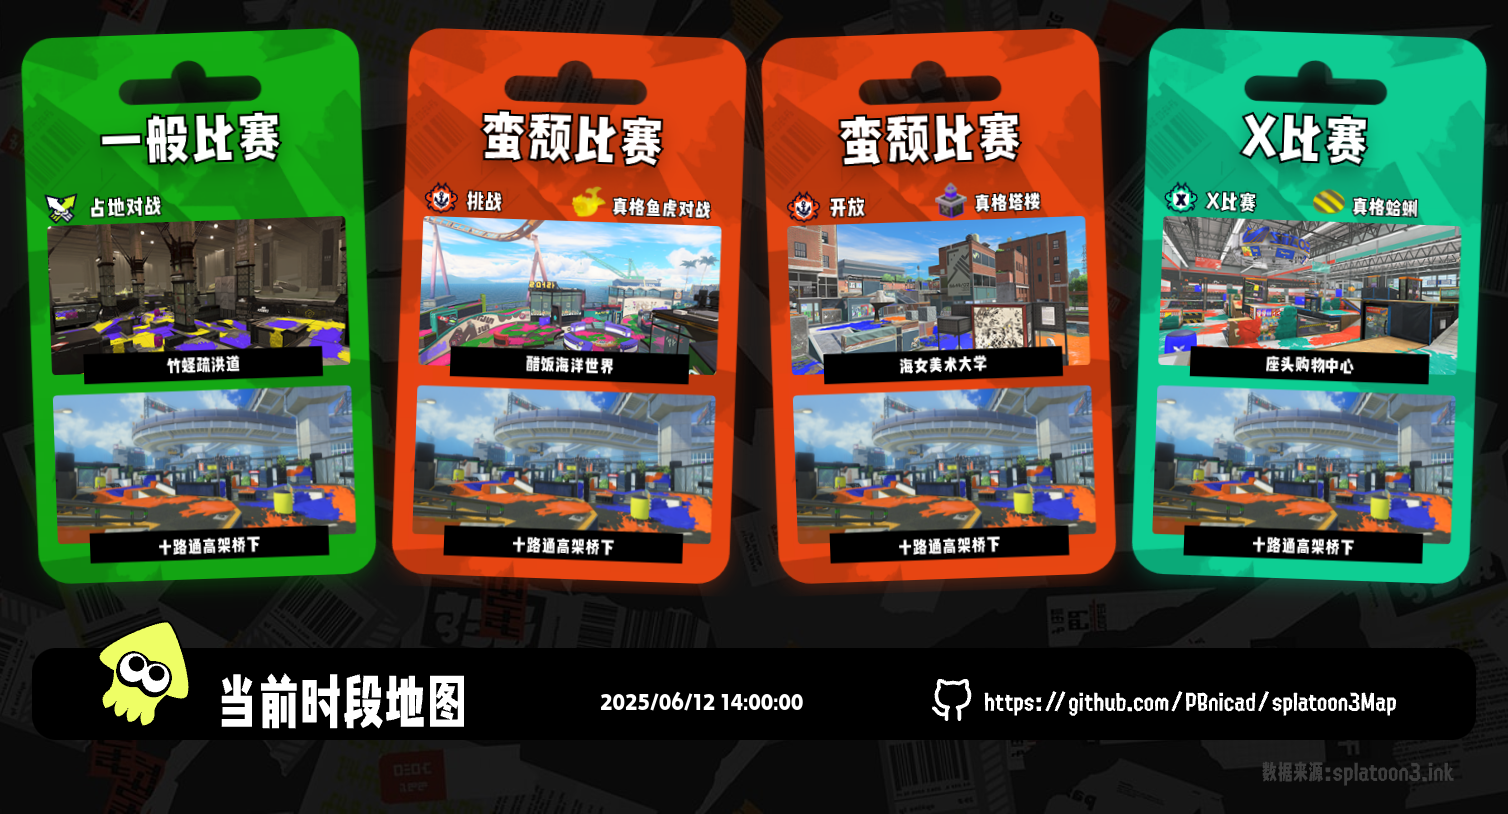 一般比赛
占地对战
竹蛏疏洪道
十路通高架桥下
蛮颓比赛
挑战
真格鱼虎对战
醋饭海洋世界
十路通高架桥下
蛮颓比赛
开放
真格塔楼
海女美术大学
十路通高架桥下
X比赛
X比赛
真格蛤蜊
座头购物中心
十路通高架桥下
当前时段地图
2025/06/12 14:00:00
https://github.com/PBnicad/splatoon3Map
数据来源:splatoon3.ink